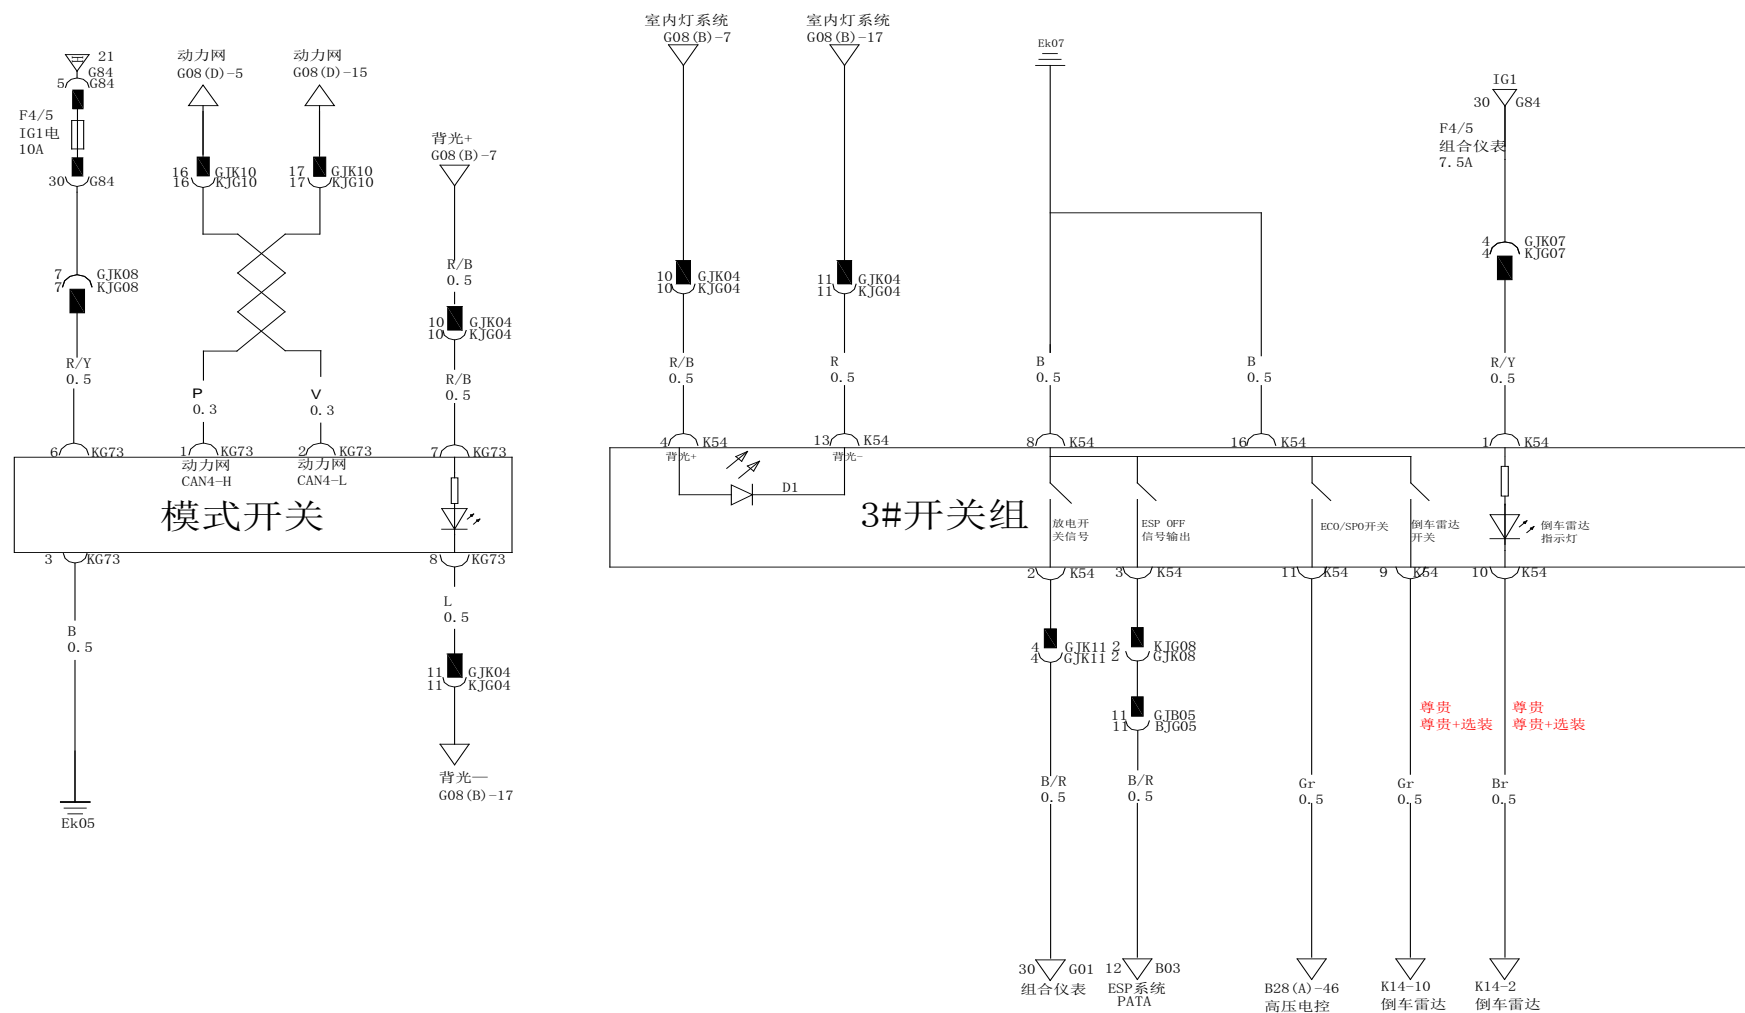 21
G84
5
G84
F4/5
IG1电
10A
30
G84
7
GJK08
7
KJG08
R/Y
0.5
6
KG73
动力网
G08(D)-5
16
GJK10
16
KJG10
P
0.3
1
KG73
动力网
CAN4-H
动力网
G08(D)-15
17
GJK10
17
KJG10
V
0.3
2
KG73
动力网
CAN4-L
背光+
G08(B)-7
R/B
0.5
10
GJK04
10
KJG04
R/B
0.5
7
KG73
模式开关
3
KG73
B
0.5
Ek05
8
KG73
L
0.5
11
GJK04
11
KJG04
背光—
G08(B)-17
室内灯系统
G08(B)-7
10
GJK04
10
KJG04
R/B
0.5
4
K54
背光+
室内灯系统
G08(B)-17
11
GJK04
11
KJG04
R
0.5
13
K54
背光-
D1
Ek07
B
0.5
8
K54
B
0.5
16
K54
IG1
30
G84
F4/5
组合仪表
7.5A
4
GJK07
4
KJG07
R/Y
0.5
1
K54
3#开关组
放电开
关信号
ESP OFF
信号输出
ECO/SPO开关
倒车雷达
开关
倒车雷达
指示灯
2
K54
3
K54
11
K54
9
K54
10
K54
4
GJK11
4
GJK11
2
KJG08
2
GJK08
11
GJB05
11
BJG05
尊贵
尊贵+选装
尊贵
尊贵+选装
B/R
0.5
B/R
0.5
Gr
0.5
Gr
0.5
Br
0.5
30
G01
组合仪表
12
B03
ESP系统
PATA
B28(A)-46
高压电控
K14-10
倒车雷达
K14-2
倒车雷达